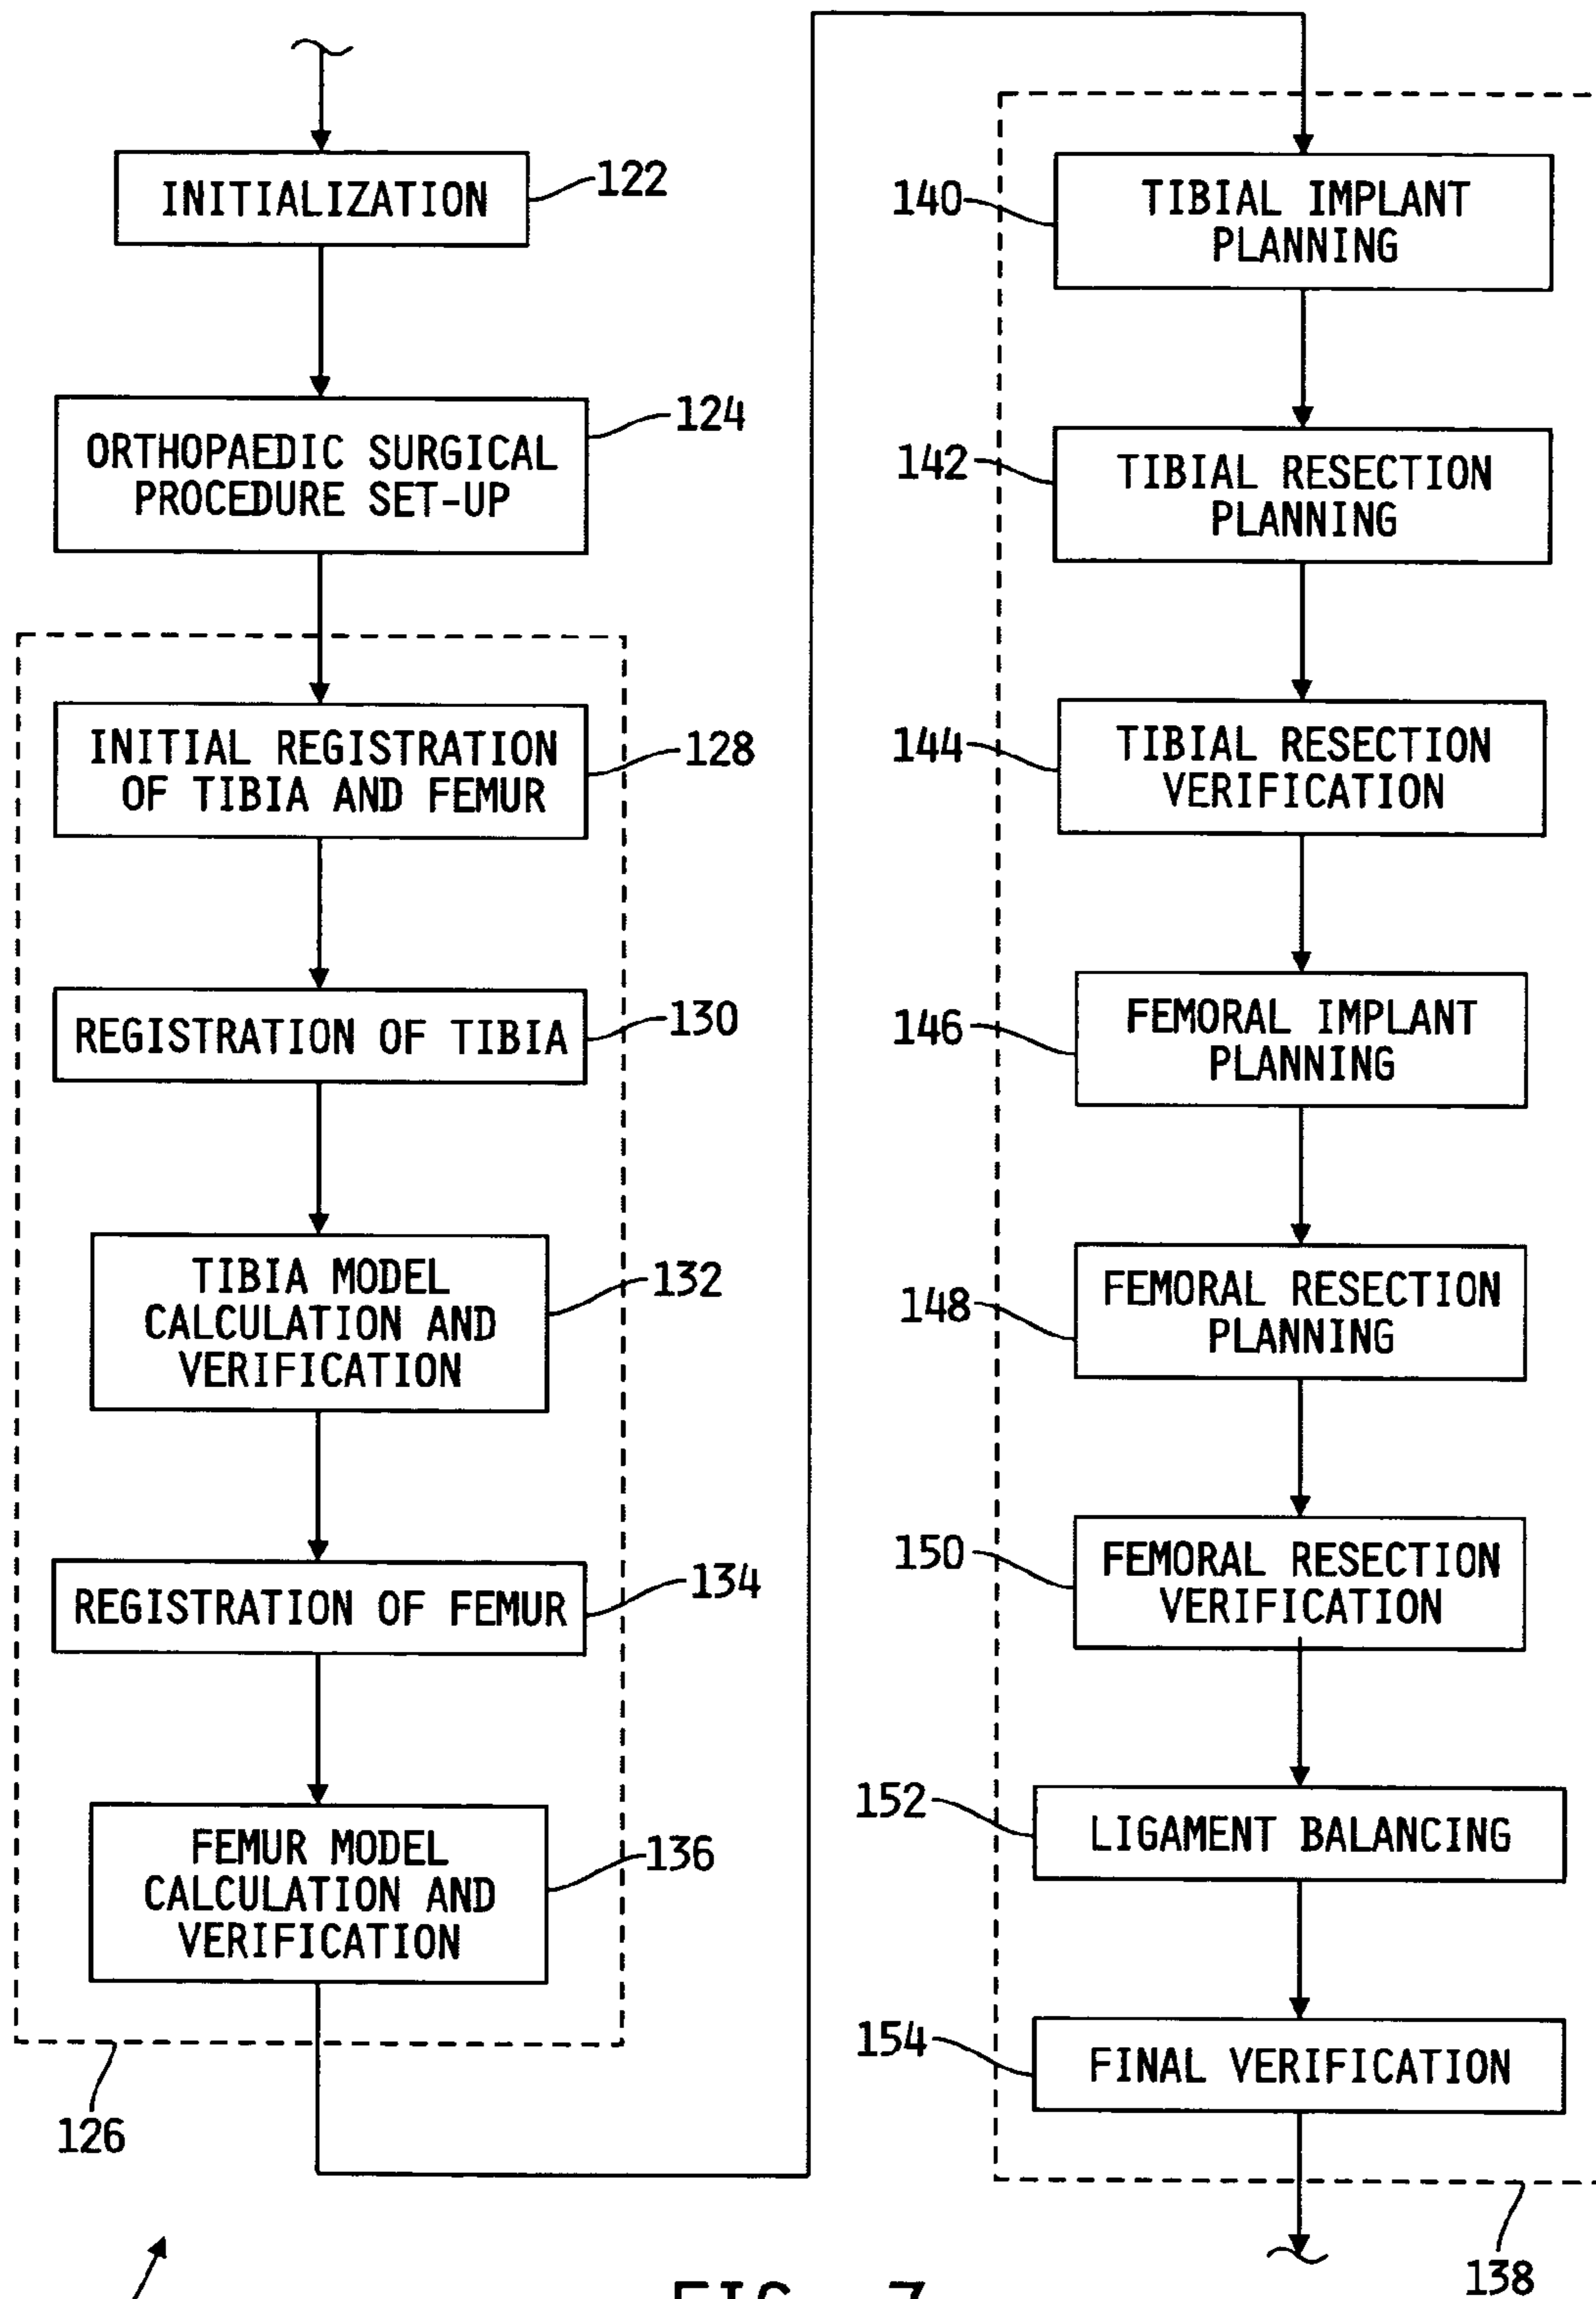 INITIALIZATION
122
ORTHOPAEDIC SURGICAL
PROCEDURE SET-UP
124
INITIAL REGISTRATION
OF TIBIA AND FEMUR
128
REGISTRATION OF TIBIA
130
TIBIA MODEL
CALCULATION AND
VERIFICATION
132
REGISTRATION OF FEMUR
134
FEMUR MODEL
CALCULATION AND
VERIFICATION
136
126
140
TIBIAL IMPLANT
PLANNING
142
TIBIAL RESECTION
PLANNING
144
TIBIAL RESECTION
VERIFICATION
146
FEMORAL IMPLANT
PLANNING
148
FEMORAL RESECTION
PLANNING
150
FEMORAL RESECTION
VERIFICATION
152
LIGAMENT BALANCING
154
FINAL VERIFICATION
138
FIG. 7